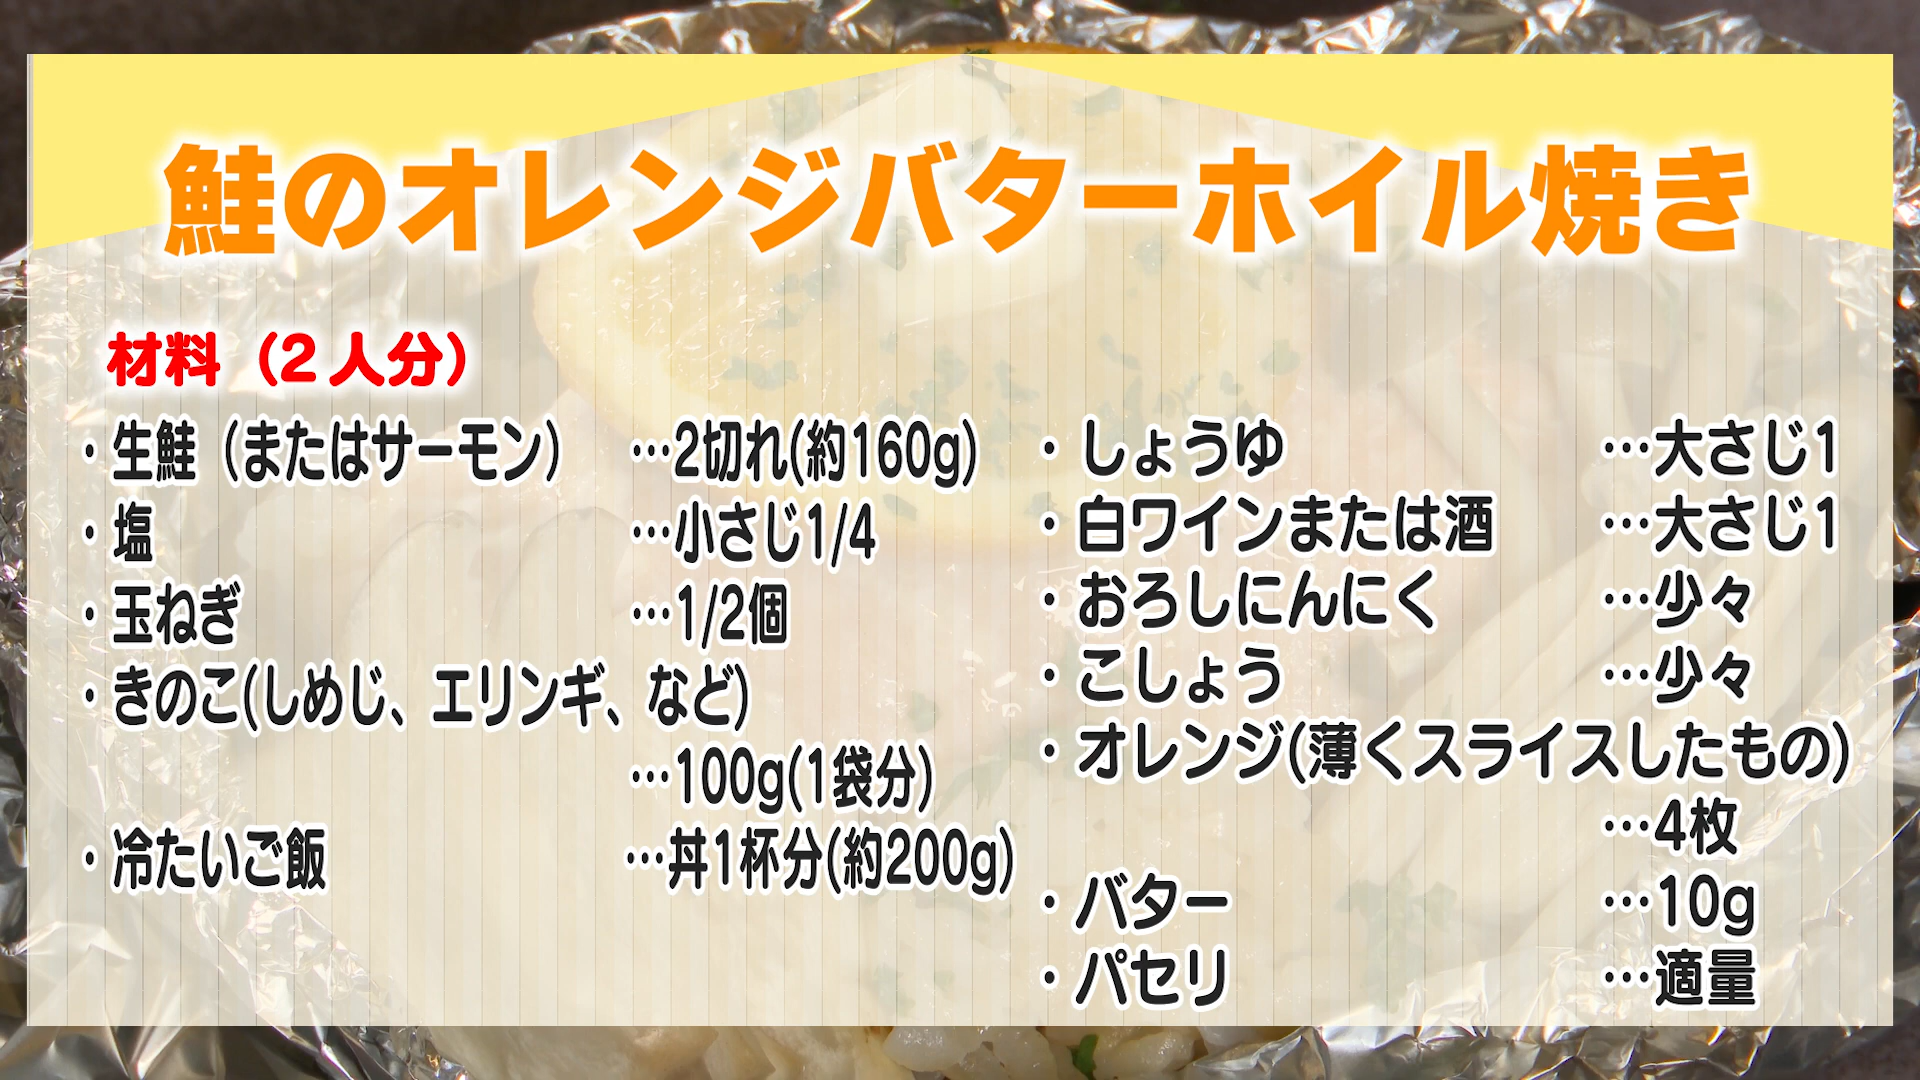 鮭のオレンジバターホイル焼き
材料（2人分）
・生鮭（またはサーモン） …2切れ(約160g)
・塩 …小さじ1/4
・玉ねぎ …1/2個
・きのこ(しめじ、エリンギ、など)
…100g(1袋分)
・冷たいご飯 …丼1杯分(約200g)
・しょうゆ …大さじ1
・白ワインまたは酒 …大さじ1
・おろしにんにく …少々
・こしょう …少々
・オレンジ(薄くスライスしたもの)
…4枚
・バター …10g
・パセリ …適量